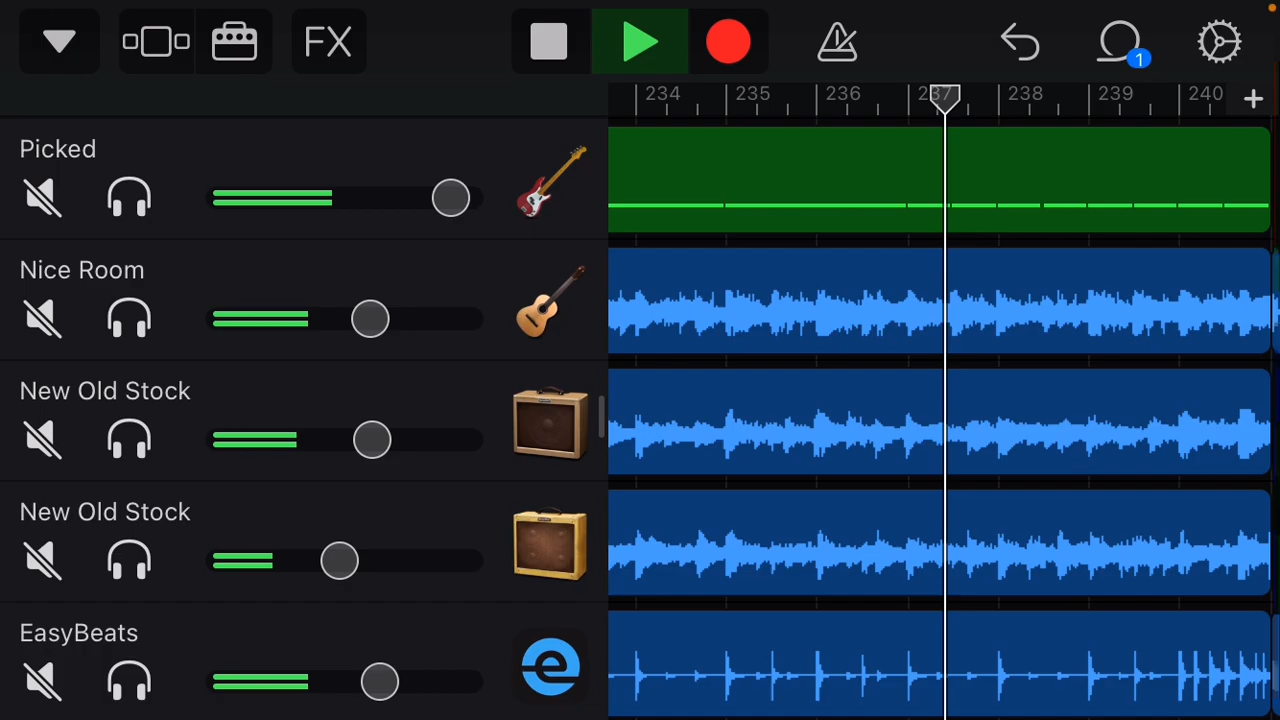 FX
1
234 235 236 237 238 239 240 +
Picked
Nice Room
New Old Stock
New Old Stock
EasyBeats
e